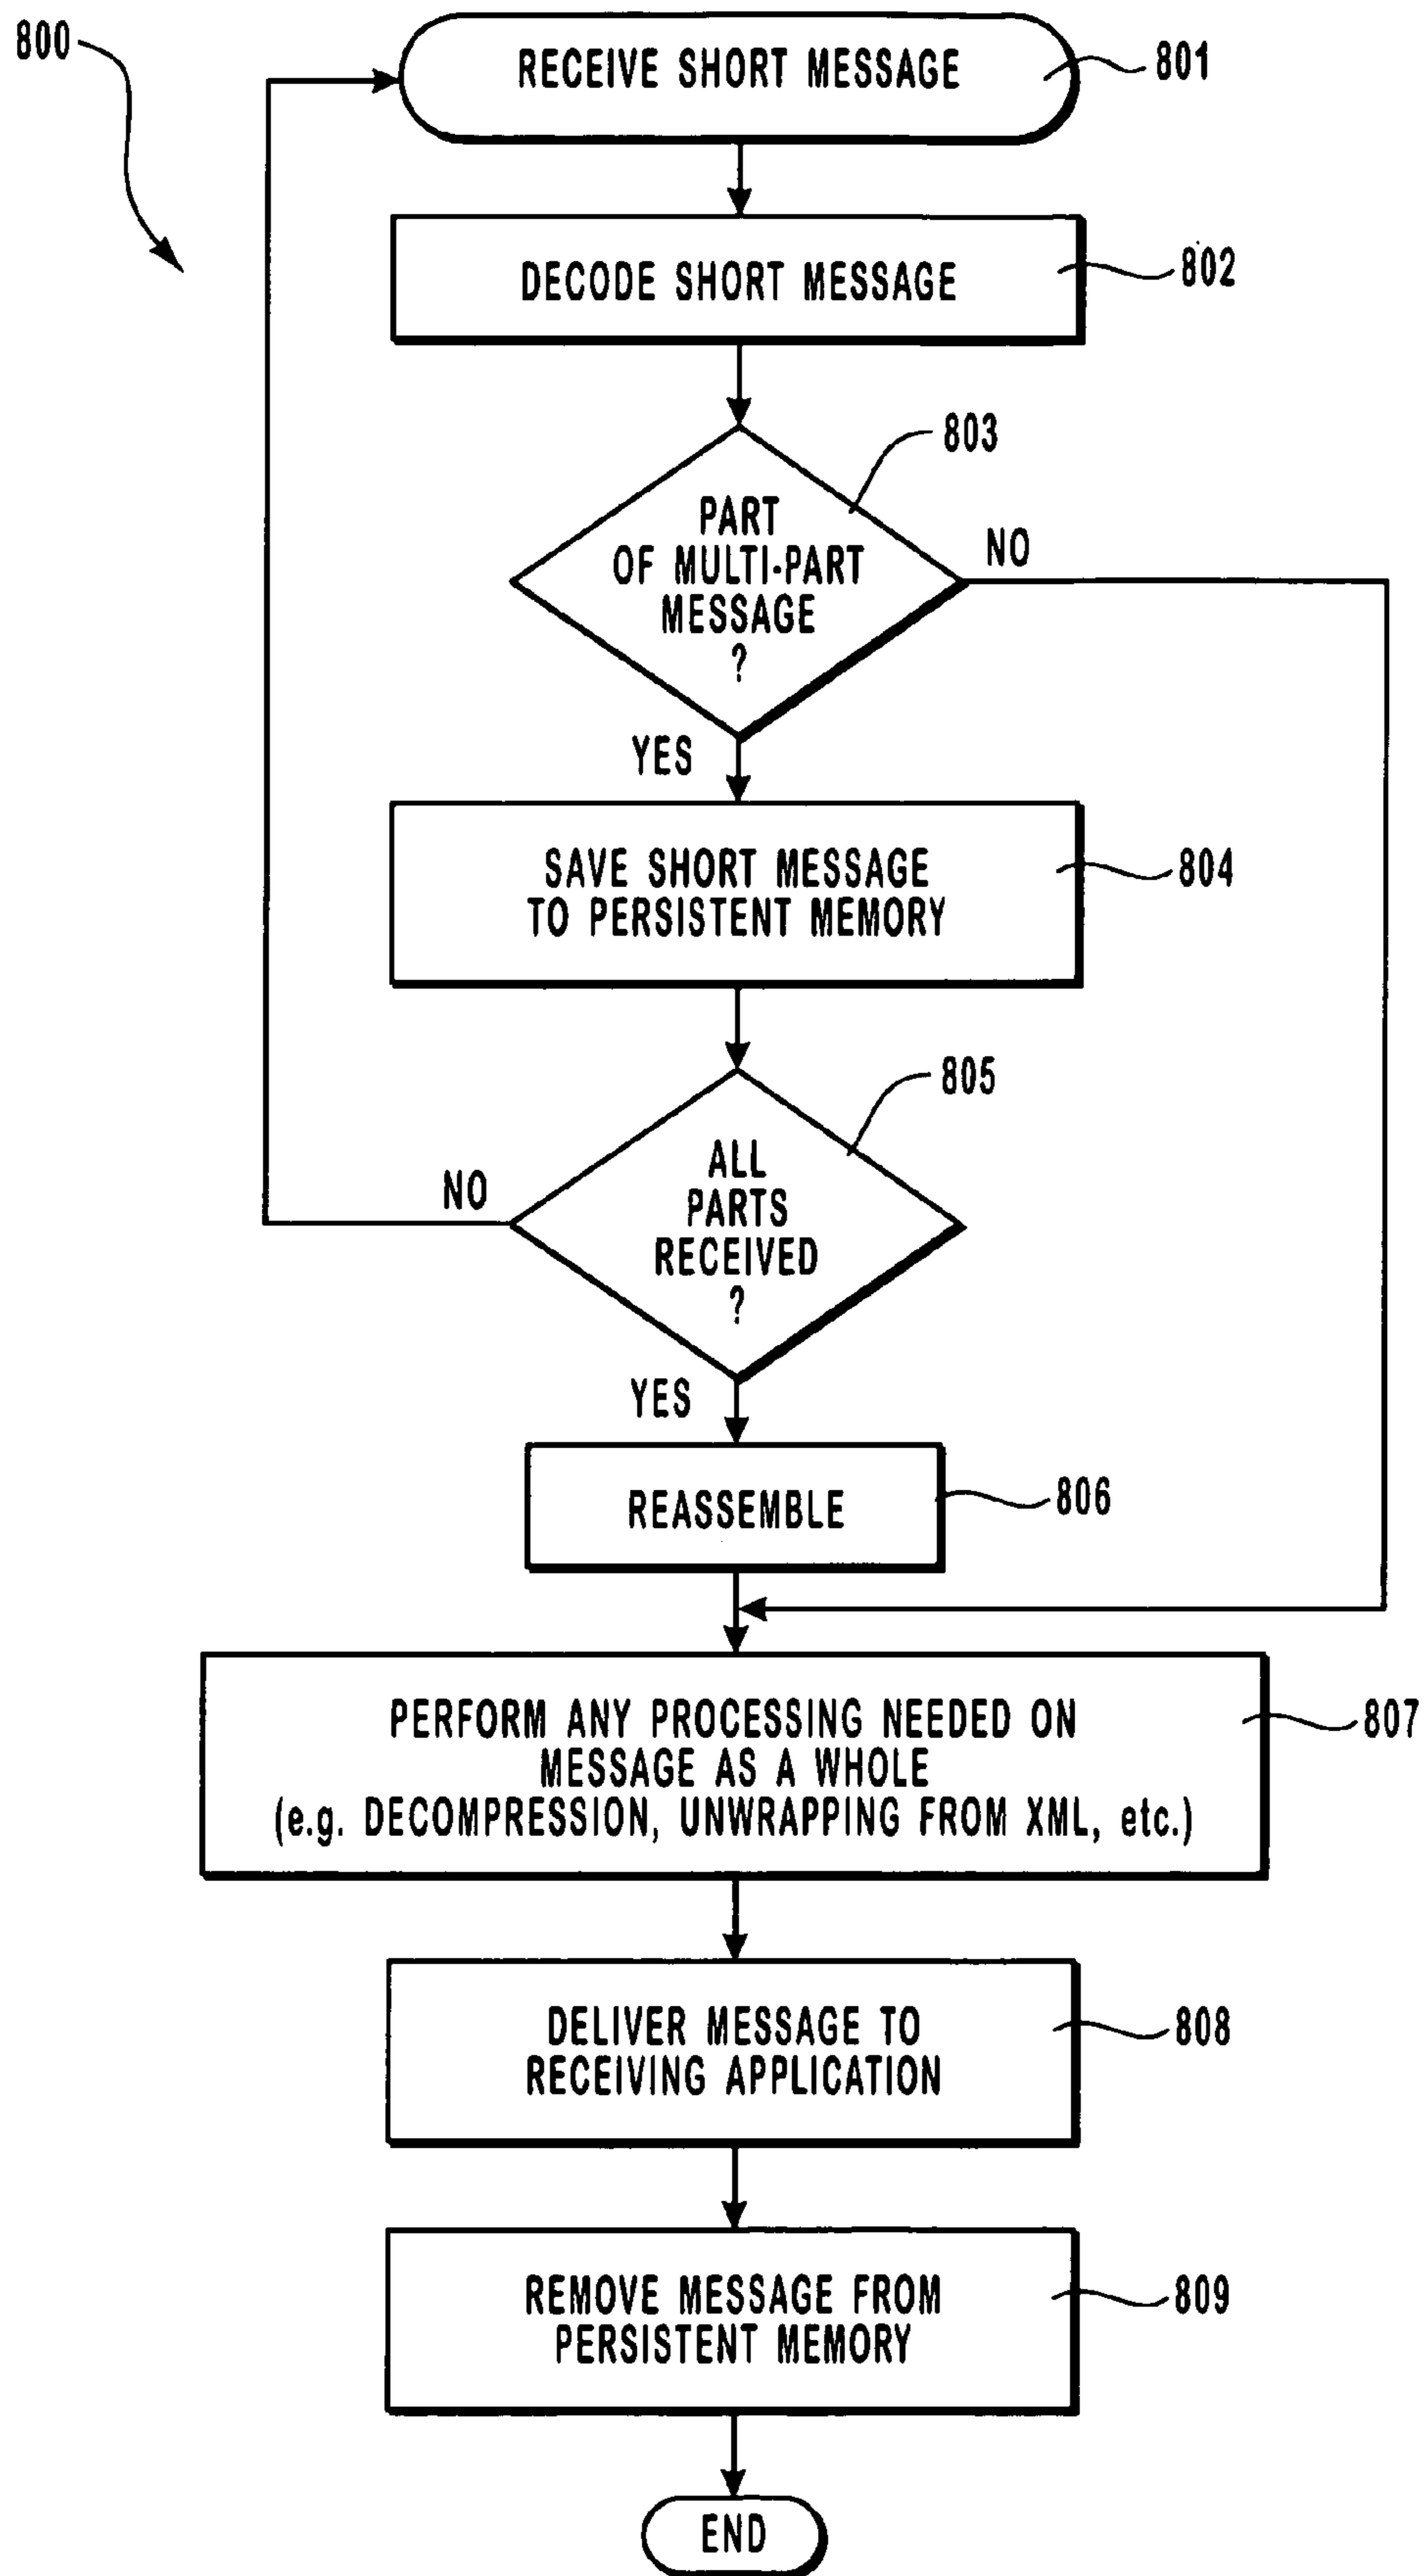 800
RECEIVE SHORT MESSAGE
801
DECODE SHORT MESSAGE
802
803
PART
OF MULTI-PART
MESSAGE
?
NO
YES
SAVE SHORT MESSAGE
TO PERSISTENT MEMORY
804
805
ALL
PARTS
RECEIVED
?
NO
YES
REASSEMBLE
806
PERFORM ANY PROCESSING NEEDED ON
MESSAGE AS A WHOLE
(e.g. DECOMPRESSION, UNWRAPPING FROM XML, etc.)
807
DELIVER MESSAGE TO
RECEIVING APPLICATION
808
REMOVE MESSAGE FROM
PERSISTENT MEMORY
809
END